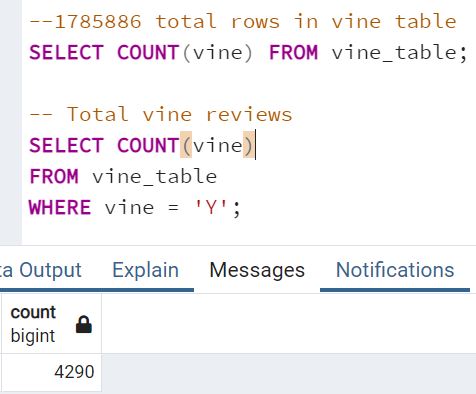 --1785886 total rows in vine table
SELECT COUNT(vine) FROM vine_table;
-- Total vine reviews
SELECT COUNT(vine)
FROM vine_table
WHERE vine = 'Y';
ta Output Explain Messages Notifications
count
bigint
4290